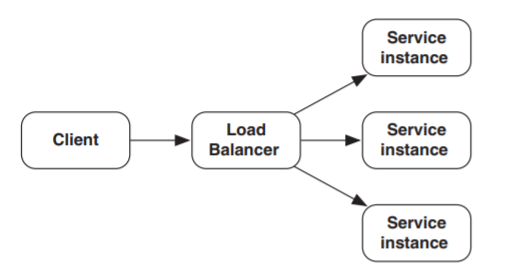 Service
instance
Client
Load
Balancer
Service
instance
Service
instance